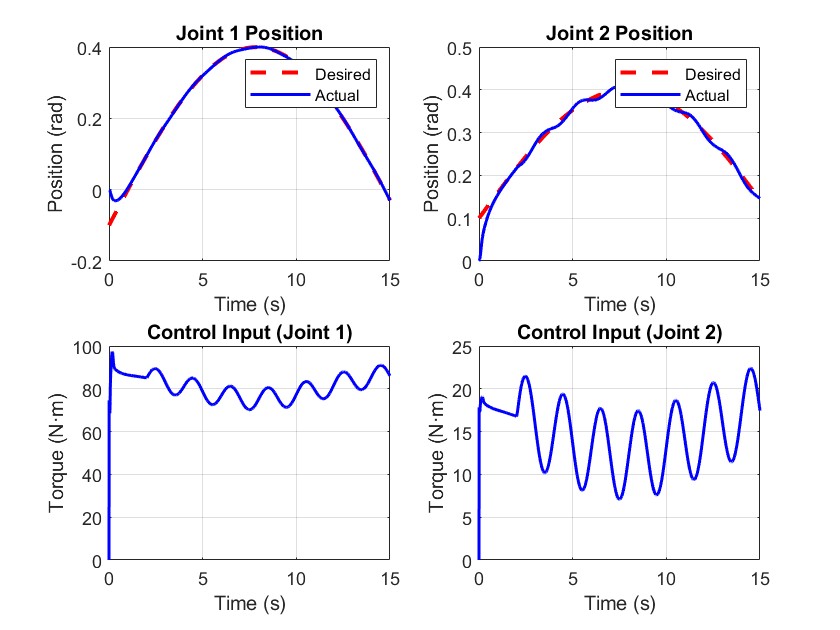 Joint 1 Position
Position (rad)
0.4
0.2
0
-0.2
Desired
Actual
0
5
10
15
Time (s)
Joint 2 Position
Position (rad)
0.5
0.4
0.3
0.2
0.1
0
Desired
Actual
0
5
10
15
Time (s)
Control Input (Joint 1)
Torque (N·m)
100
80
60
40
20
0
0
5
10
15
Time (s)
Control Input (Joint 2)
Torque (N·m)
25
20
15
10
5
0
0
5
10
15
Time (s)